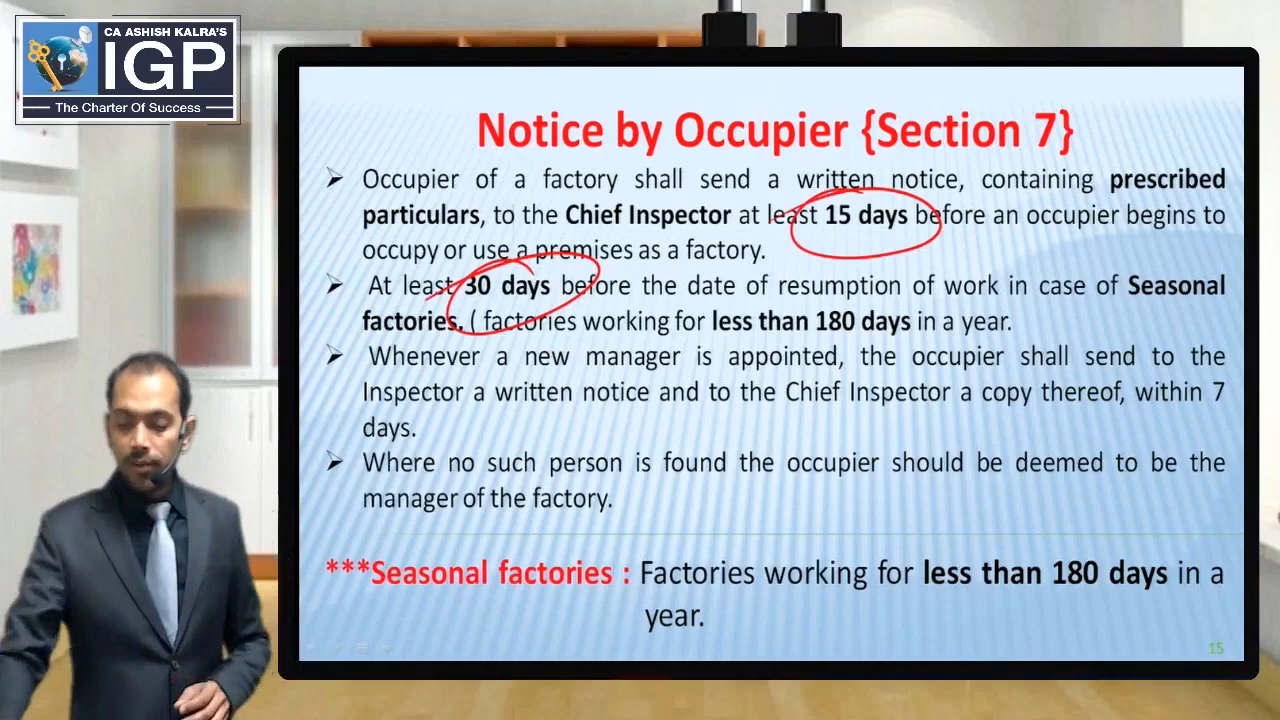 CA ASHISH KALRA'S
IGP
The Charter Of Success
Notice by Occupier {Section 7}
➢ Occupier of a factory shall send a written notice, containing prescribed
particulars, to the Chief Inspector at least 15 days before an occupier begins to
occupy or use a premises as a factory.
➢ At least 30 days before the date of resumption of work in case of Seasonal
factories. ( factories working for less than 180 days in a year.
➢ Whenever a new manager is appointed, the occupier shall send to the
Inspector a written notice and to the Chief Inspector a copy thereof, within 7
days.
➢ Where no such person is found the occupier should be deemed to be the
manager of the factory.
***Seasonal factories : Factories working for less than 180 days in a
year.
15